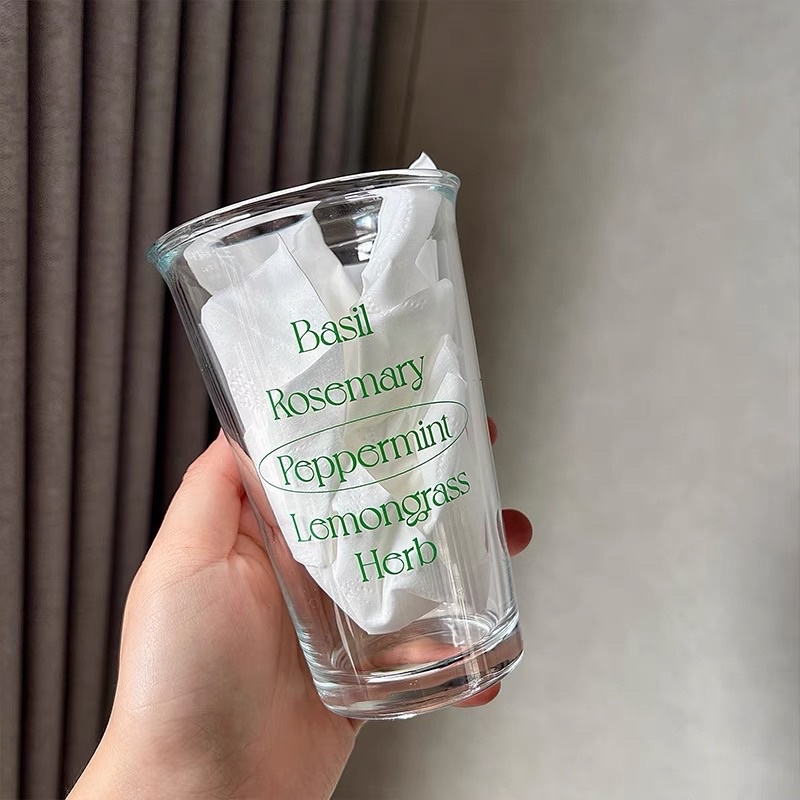 Basil
Rosemary
Peppermint
Lemongrass
Herb